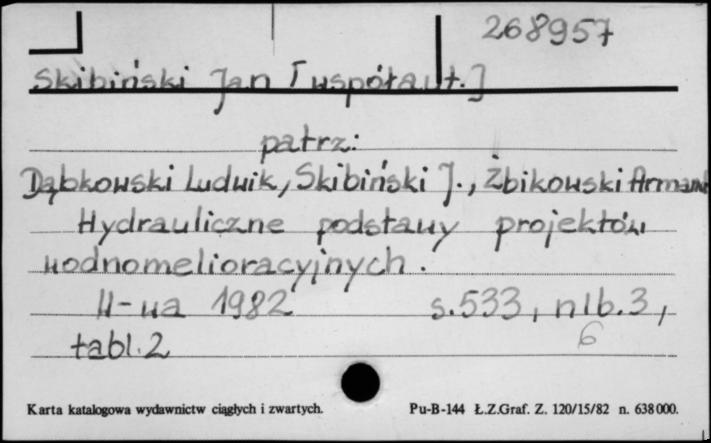 268957
Skibiński Jan [współaut.]
patrz:
Dąbkowski Ludwik, Skibiński J., Żbikowski Armand
Hydrauliczne podstawy projektów
wodnomelioracyjnych.
W-wa 1982 s.533, nlb.3,
6
tabl.2
Karta katalogowa wydawnictw ciągłych i zwartych. Pu-B-144 Ł.Z.Graf. Z. 120/15/82 n. 638000.